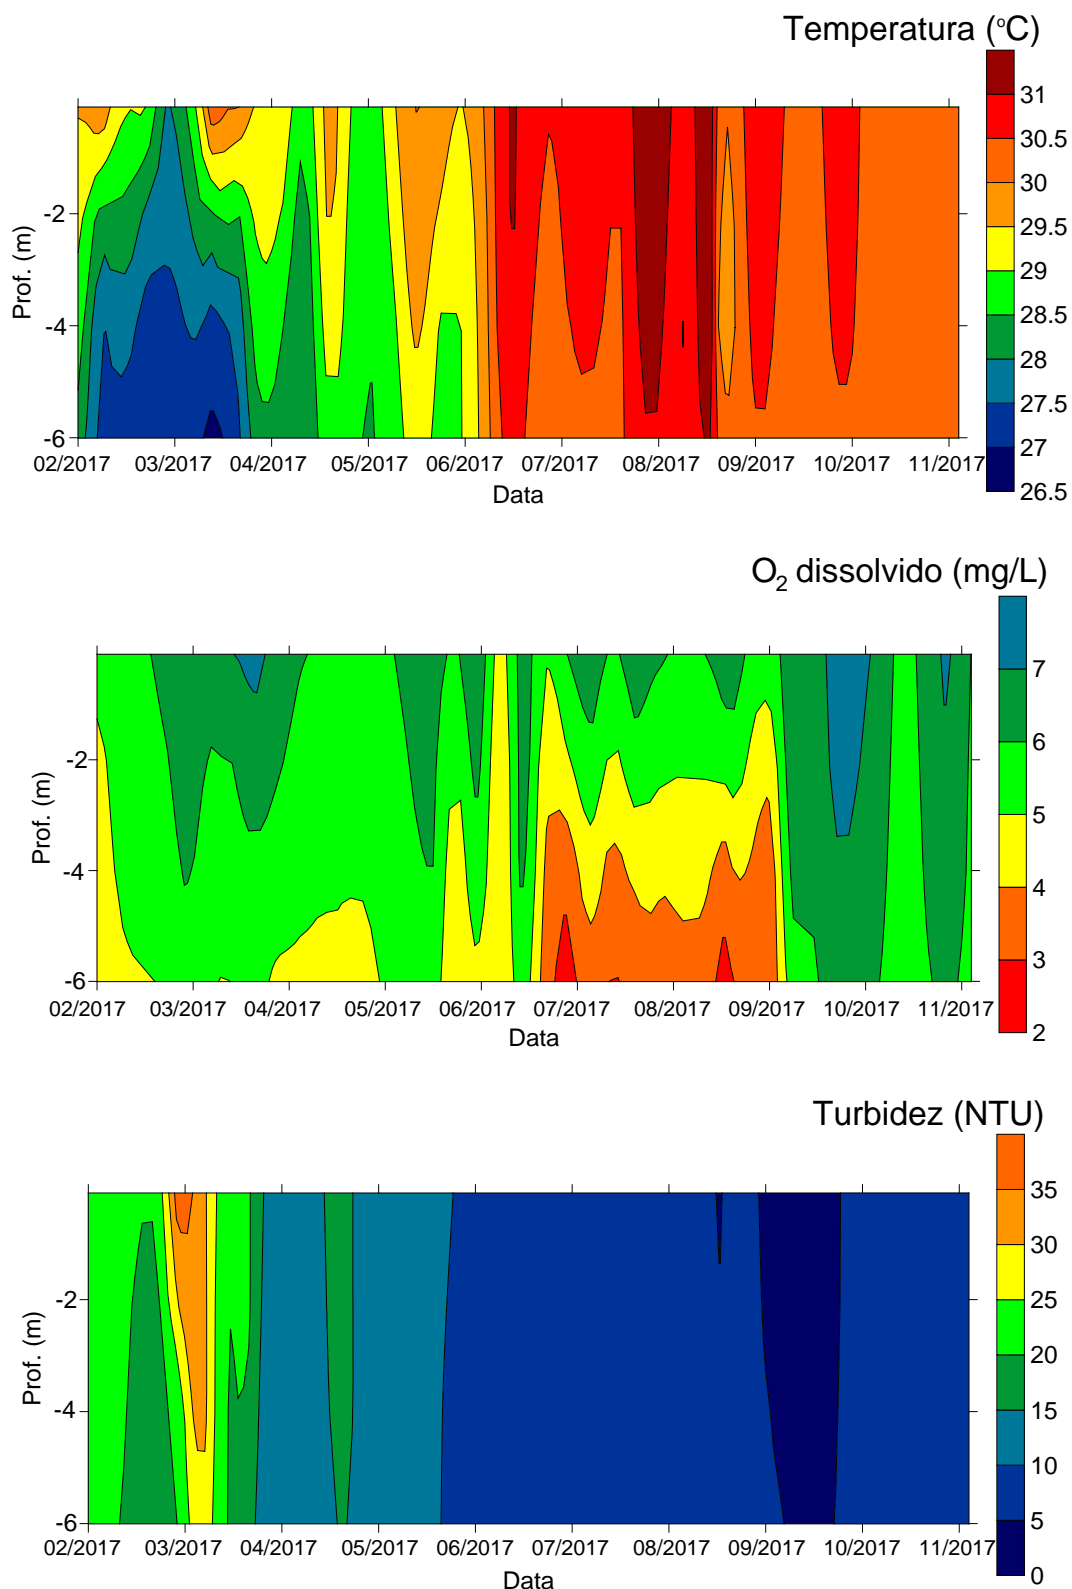 Temperatura (°C)
31
30.5
30
29.5
29
28.5
28
27.5
27
26.5
Prof. (m)
-2
-4
-6
02/2017 03/2017 04/2017 05/2017 06/2017 07/2017 08/2017 09/2017 10/2017 11/2017
Data
O₂ dissolvido (mg/L)
7
6
5
4
3
2
Prof. (m)
-2
-4
-6
02/2017 03/2017 04/2017 05/2017 06/2017 07/2017 08/2017 09/2017 10/2017 11/2017
Data
Turbidez (NTU)
35
30
25
20
15
10
5
0
Prof. (m)
-2
-4
-6
02/2017 03/2017 04/2017 05/2017 06/2017 07/2017 08/2017 09/2017 10/2017 11/2017
Data